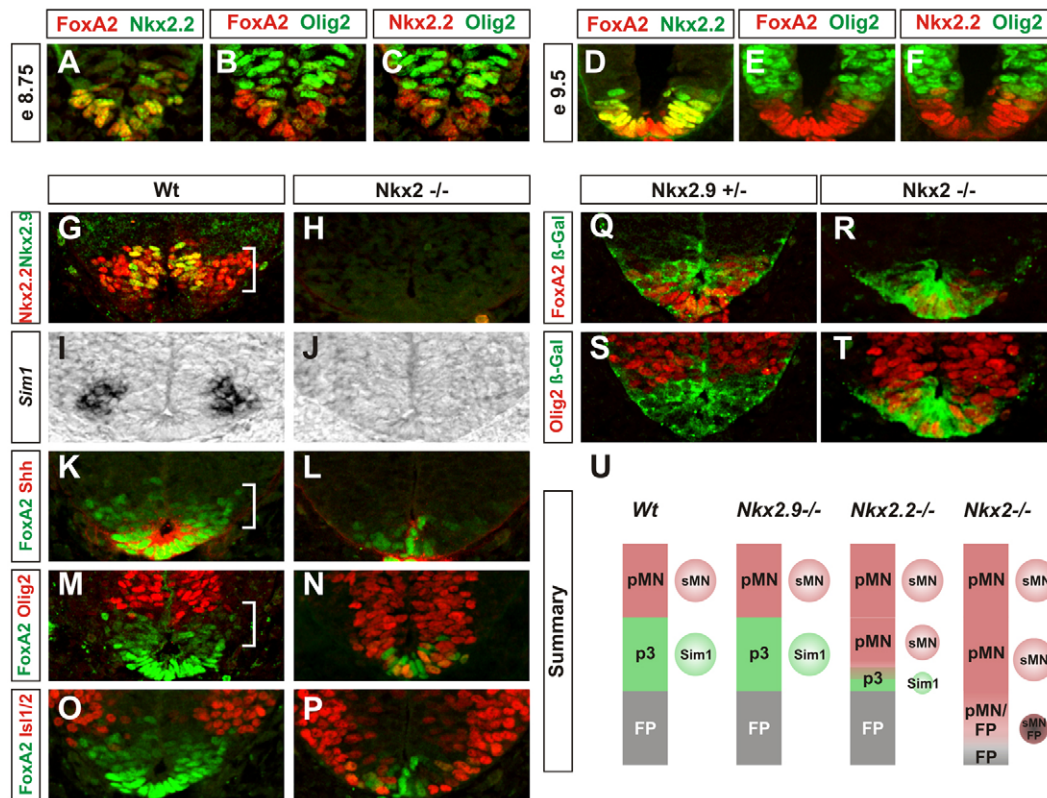 FoxA2 Nkx2.2
FoxA2 Olig2
Nkx2.2 Olig2
FoxA2 Nkx2.2
FoxA2 Olig2
Nkx2.2 Olig2
e 8.75
A
B
C
e 9.5
D
E
F
Wt
Nkx2 -/-
Nkx2.9 +/-
Nkx2 -/-
Nkx2.2Nkx2.9
G
H
FoxA2 ß-Gal
Q
R
Sim1
I
J
Olig2 ß-Gal
S
T
FoxA2 Shh
K
L
FoxA2 Olig2
M
N
FoxA2 Isl1/2
O
P
U
Summary
Wt
Nkx2.9-/-
Nkx2.2-/-
Nkx2-/-
pMN
sMN
pMN
sMN
pMN
sMN
pMN
sMN
p3
Sim1
p3
Sim1
pMN
sMN
p3
Sim1
pMN
sMN
FP
FP
FP
pMN/
FP
sMN
FP
FP